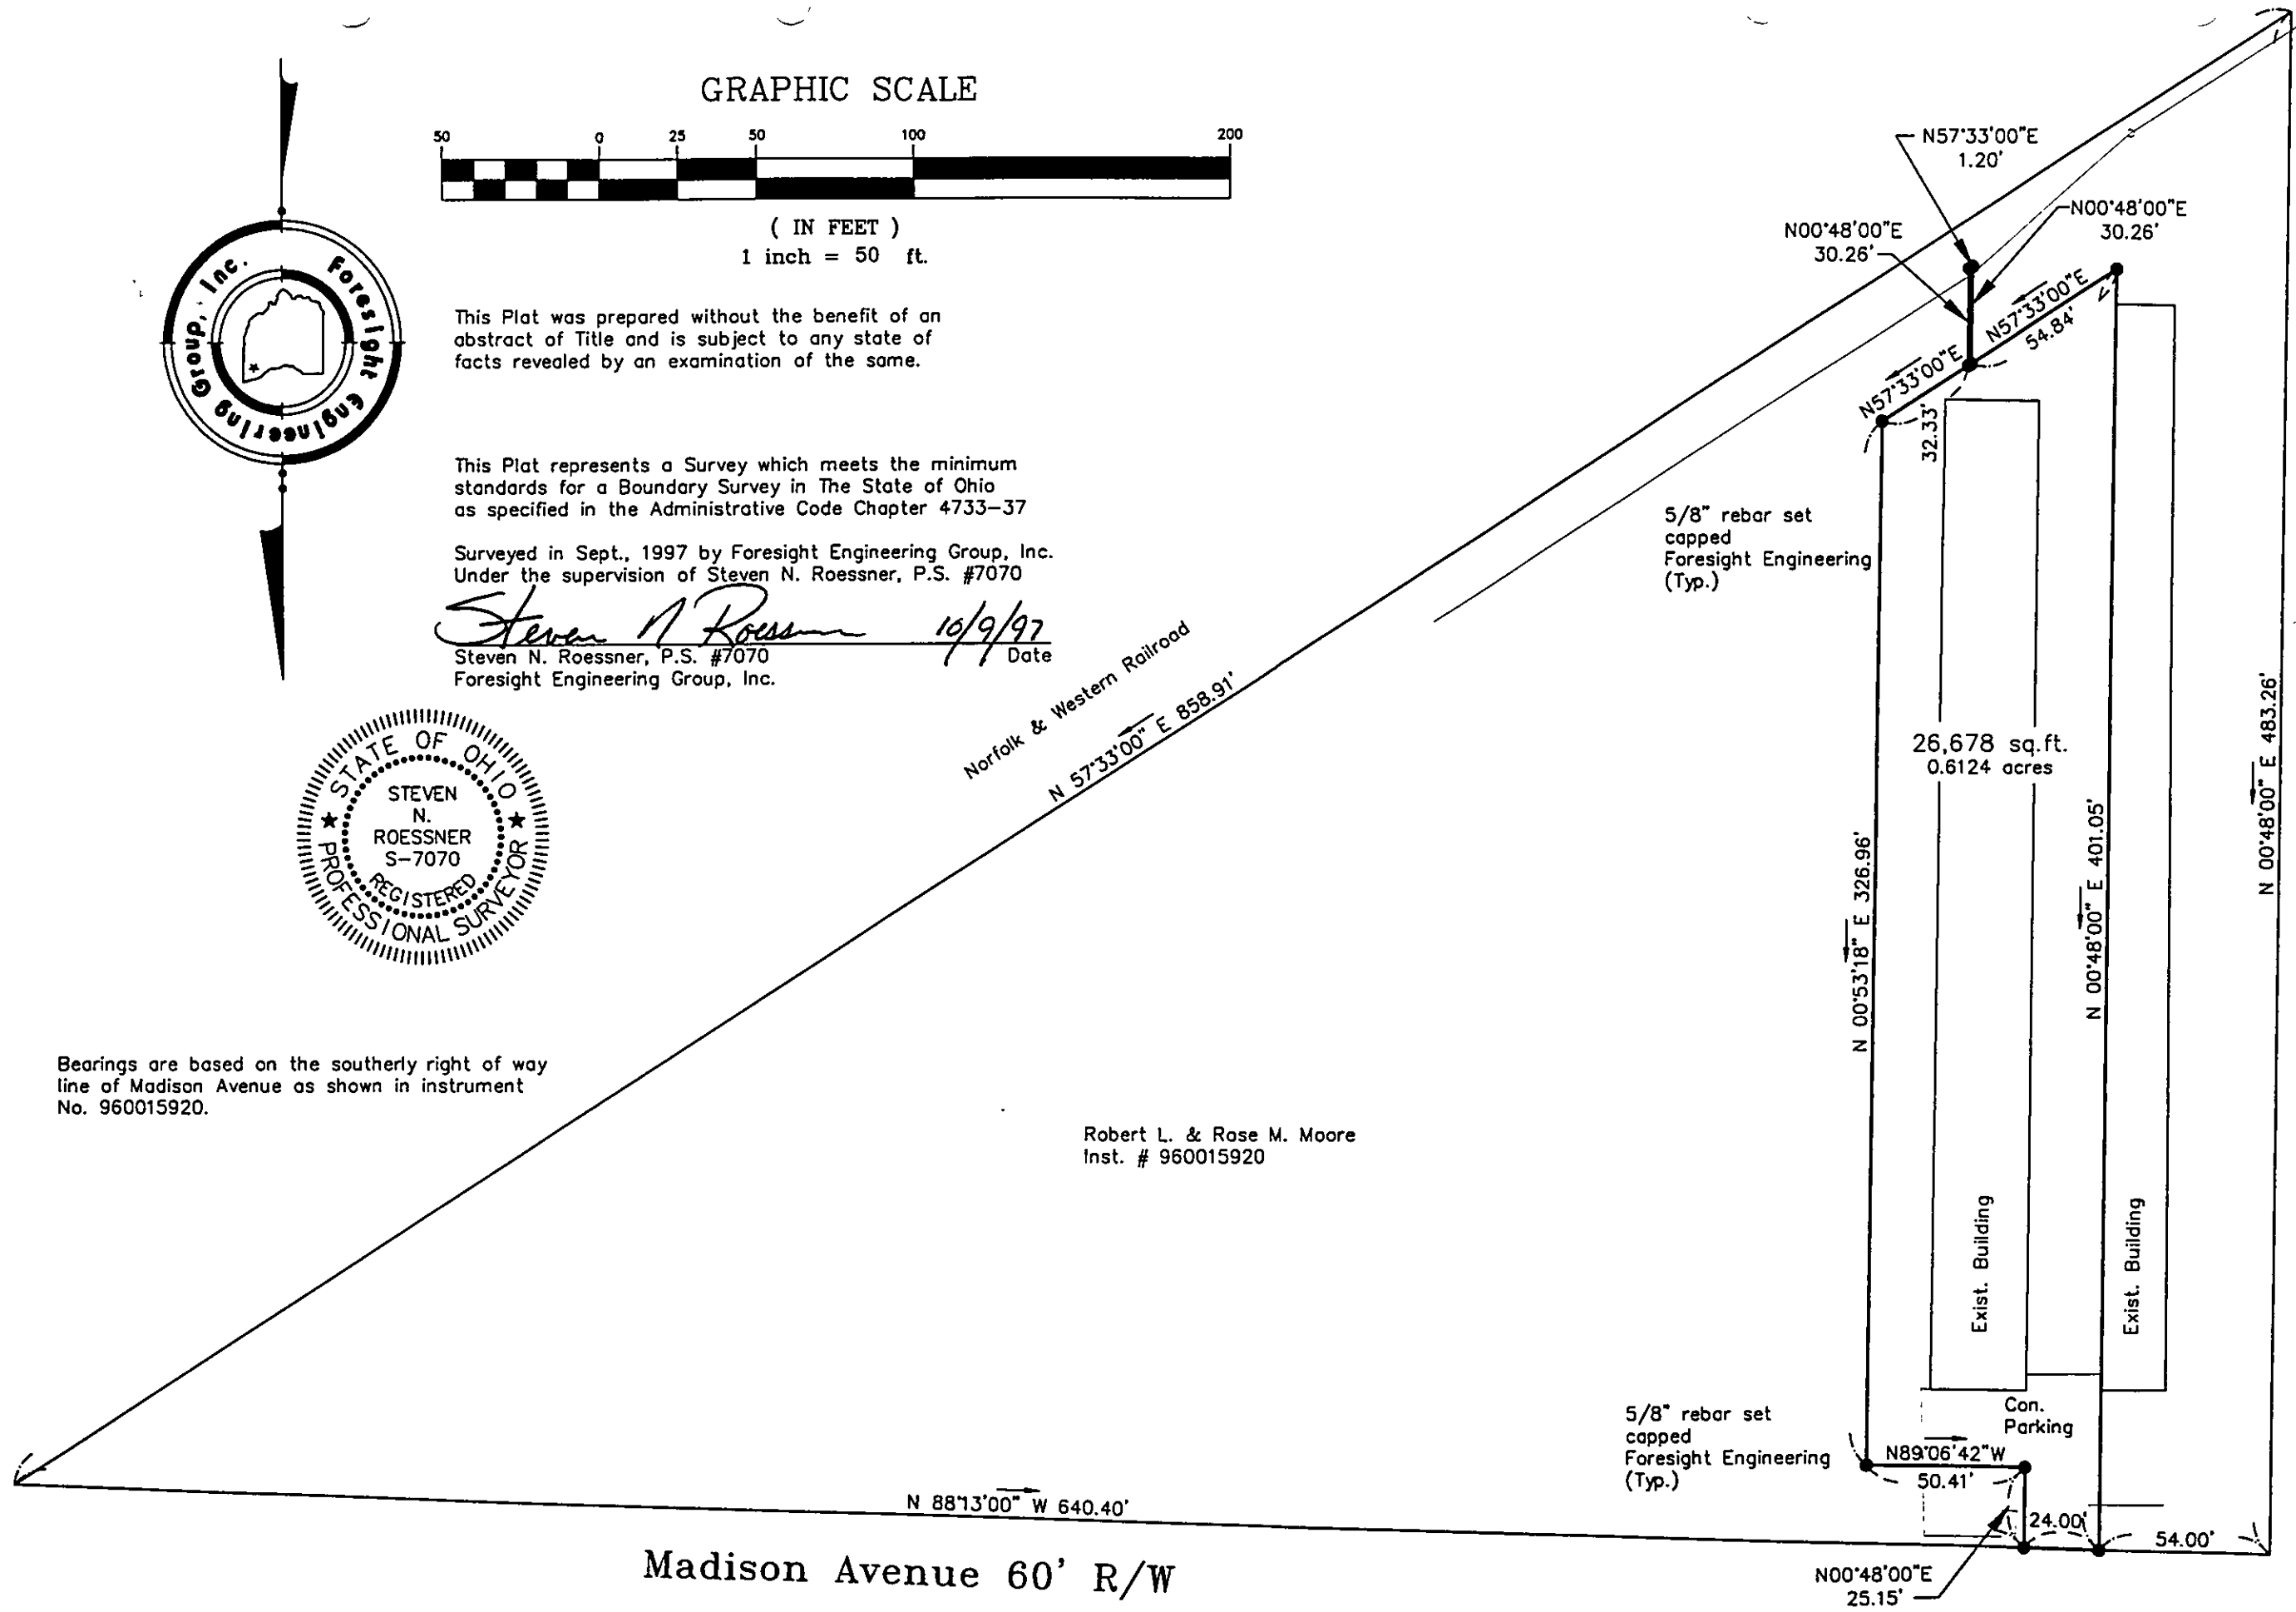 GRAPHIC SCALE
50 0 25 50 100 200
( IN FEET )
1 inch = 50 ft.
Foresight Engineering Group, Inc.
This Plat was prepared without the benefit of an
abstract of Title and is subject to any state of
facts revealed by an examination of the same.
This Plat represents a Survey which meets the minimum
standards for a Boundary Survey in The State of Ohio
as specified in the Administrative Code Chapter 4733-37
Surveyed in Sept., 1997 by Foresight Engineering Group, Inc.
Under the supervision of Steven N. Roessner, P.S. #7070
Steven N Roessner 10/9/97
Steven N. Roessner, P.S. #7070 Date
Foresight Engineering Group, Inc.
STATE OF OHIO
STEVEN
N.
ROESSNER
S-7070
REGISTERED
PROFESSIONAL SURVEYOR
Bearings are based on the southerly right of way
line of Madison Avenue as shown in instrument
No. 960015920.
Norfolk & Western Railroad
N 57°33'00" E 858.91'
Robert L. & Rose M. Moore
Inst. # 960015920
N57°33'00"E
1.20'
N00°48'00"E
30.26'
N00°48'00"E
30.26'
N57°33'00"E
54.84'
N57°33'00"E
32.33'
5/8" rebar set
capped
Foresight Engineering
(Typ.)
26,678 sq.ft.
0.6124 acres
N 00°53'18" E 326.96'
N 00°48'00" E 401.05'
N 00°48'00" E 483.26'
Exist. Building
Exist. Building
Con.
Parking
5/8" rebar set
capped
Foresight Engineering
(Typ.)
N89°06'42"W
50.41'
24.00'
54.00'
N00°48'00"E
25.15'
N 88°13'00" W 640.40'
Madison Avenue 60' R/W